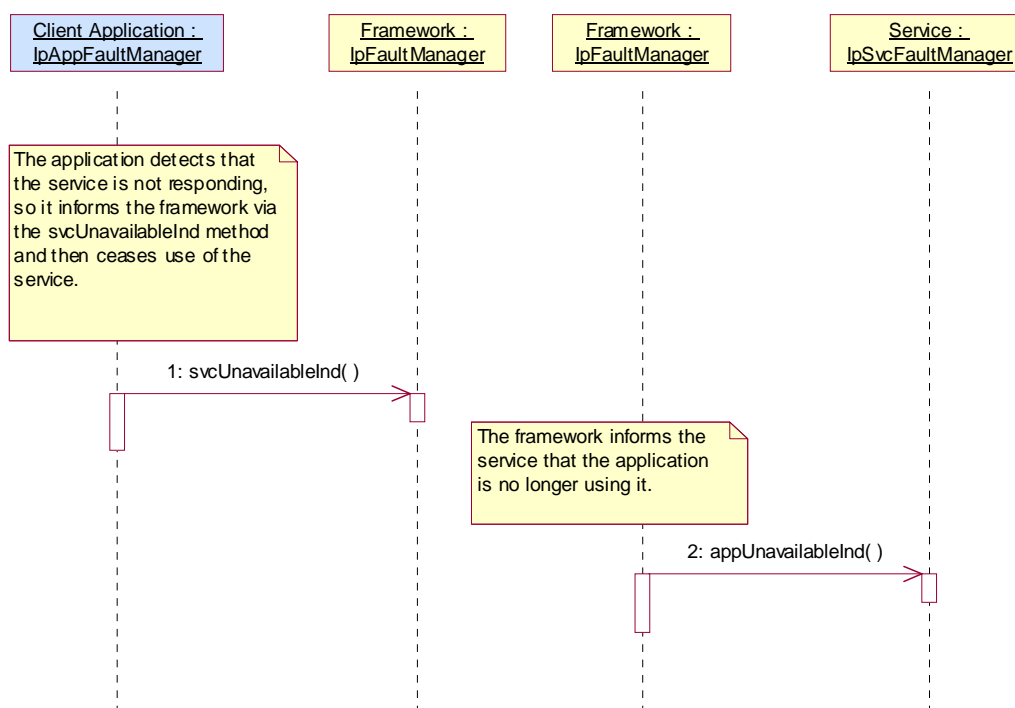 Client Application :
IpAppFaultManager
Framework :
IpFaultManager
Framework :
IpFaultManager
Service :
IpSvcFaultManager
The application detects that
the service is not responding,
so it informs the framework via
the svcUnavailableInd method
and then ceases use of the
service.
1: svcUnavailableInd( )
The framework informs the
service that the application
is no longer using it.
2: appUnavailableInd( )